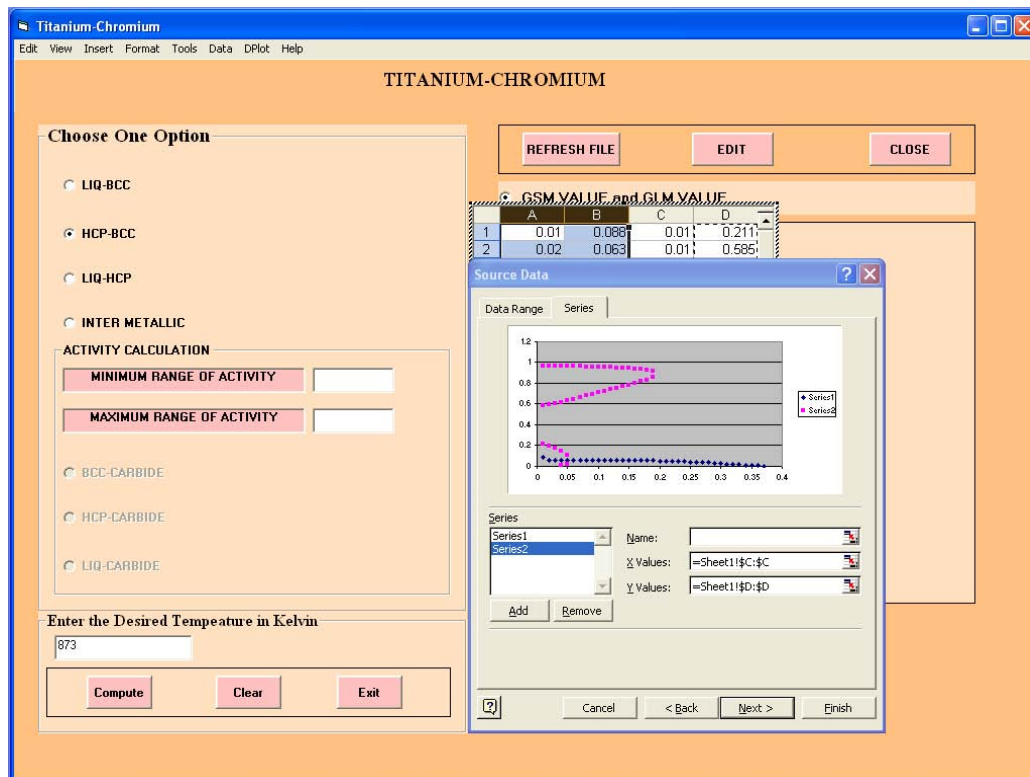 Titanium-Chromium
Edit View Insert Format Tools Data DPlot Help
TITANIUM-CHROMIUM
Choose One Option
LIQ-BCC
HCP-BCC
LIQ-HCP
INTER METALLIC
ACTIVITY CALCULATION
MINIMUM RANGE OF ACTIVITY
MAXIMUM RANGE OF ACTIVITY
BCC-CARBIDE
HCP-CARBIDE
LIQ-CARBIDE
Enter the Desired Tempeature in Kelvin
873
Compute Clear Exit
REFRESH FILE EDIT CLOSE
GSM.VALUE and GLM.VALUE
A B C D
1 0.01 0.088 0.01 0.211
2 0.02 0.063 0.01 0.585
Source Data
Data Range Series
1.2
1
0.8
0.6
0.4
0.2
0
0 0.05 0.1 0.15 0.2 0.25 0.3 0.35 0.4
Series1
Series2
Series
Series1
Series2
Name:
X Values: =Sheet1!$C:$C
Y Values: =Sheet1!$D:$D
Add Remove
Cancel < Back Next > Finish